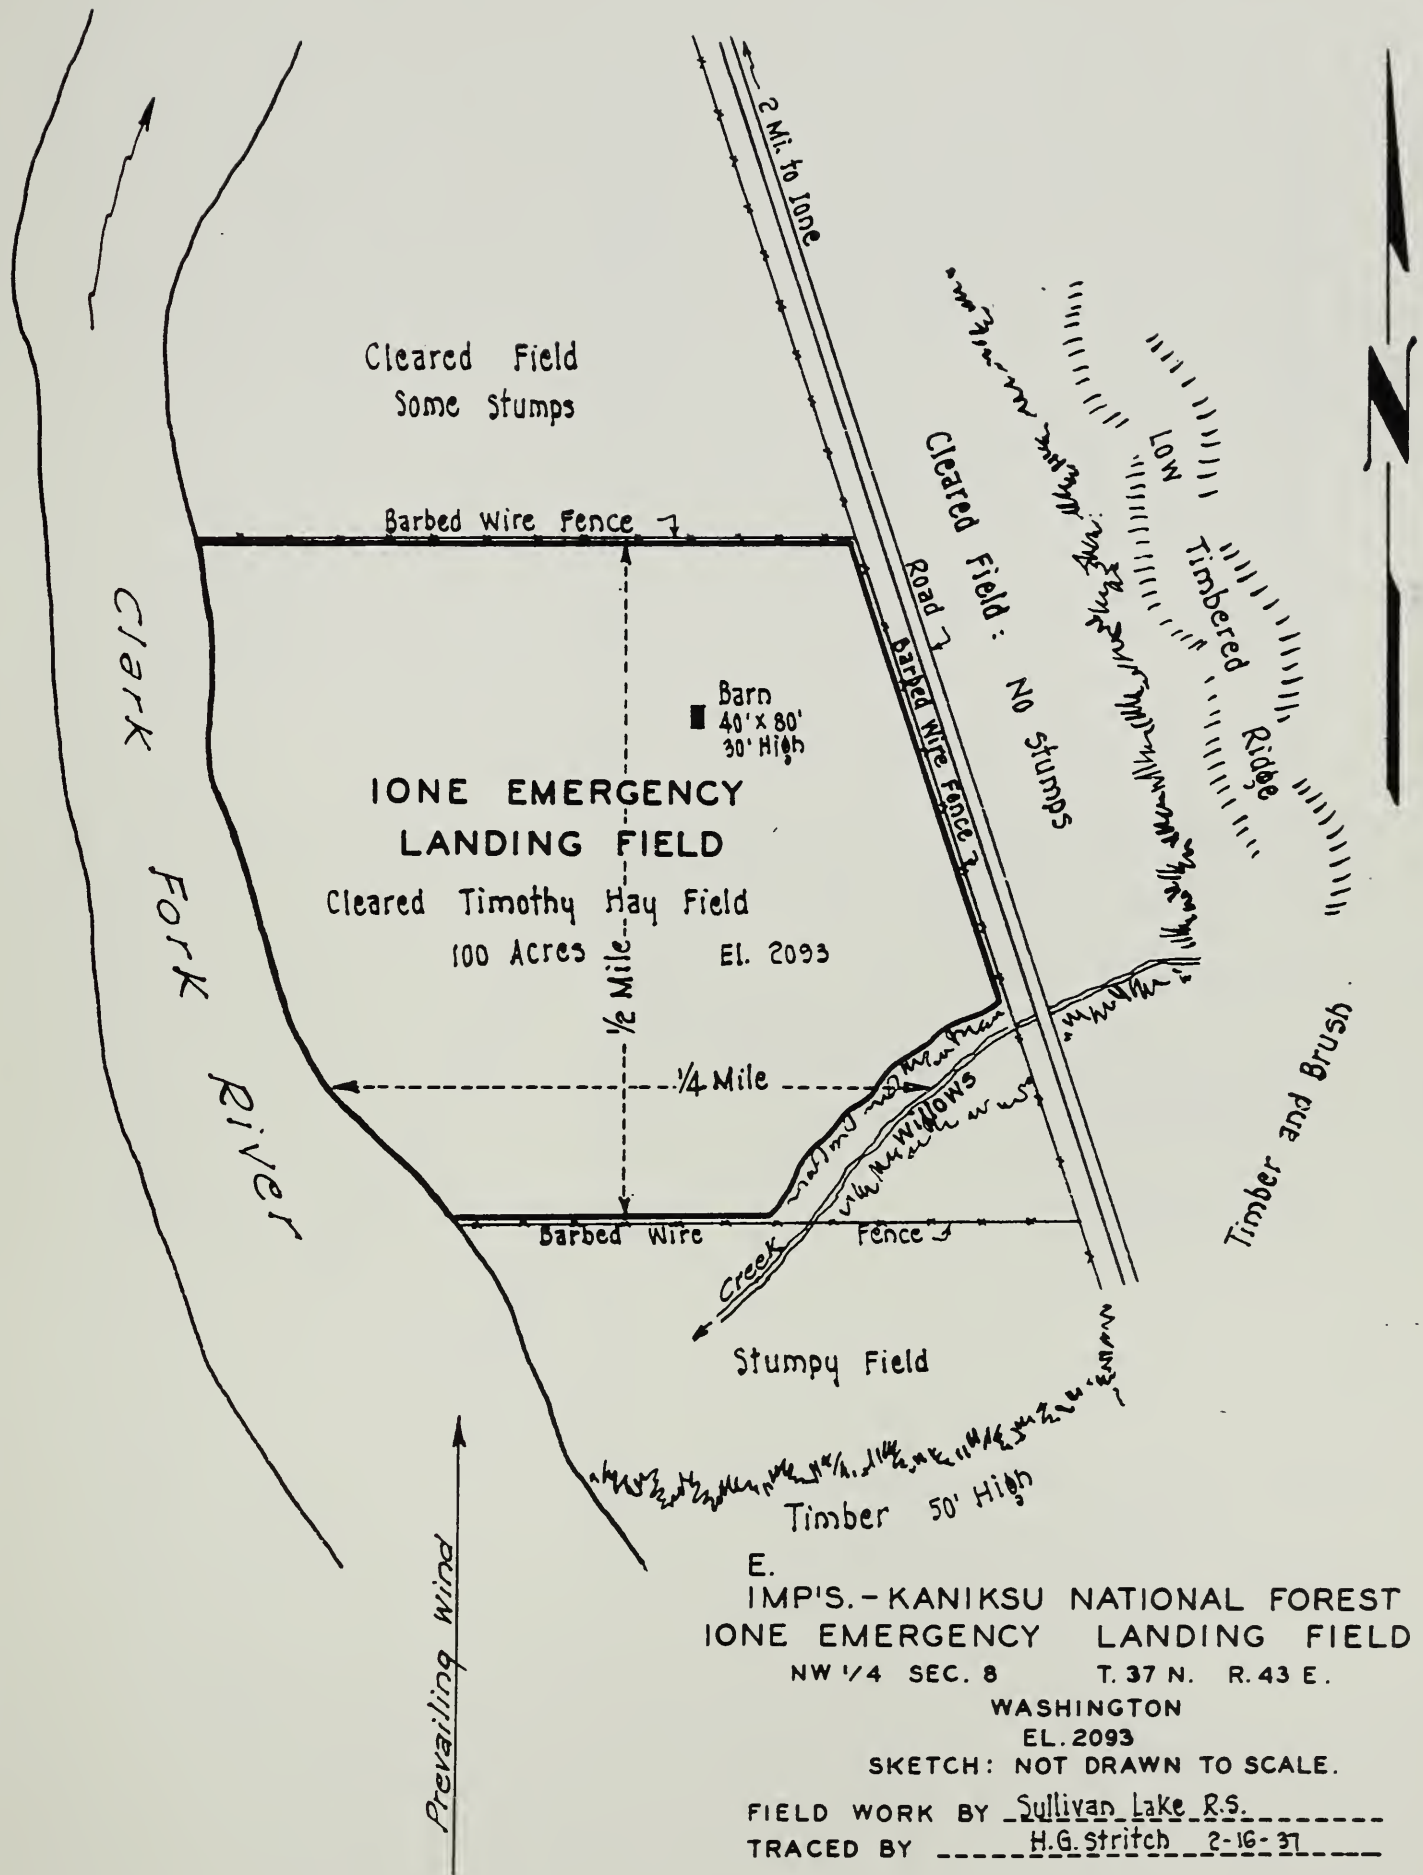 2 Mi. to Ione
Cleared Field
Some Stumps
N
Low
Timbered
Ridge
Cleared Field: No Stumps
Barbed Wire Fence
Road
Barbed Wire Fence
Barn
40' X 80'
30' High
Clark Fork River
IONE EMERGENCY
LANDING FIELD
Cleared Timothy Hay Field
100 Acres El. 2093
1/2 Mile
1/4 Mile
Willows
Timber and Brush
Barbed Wire Fence
Creek
Stumpy Field
Timber 50' High
Prevailing Wind
E.
IMP'S.-KANIKSU NATIONAL FOREST
IONE EMERGENCY LANDING FIELD
NW 1/4 SEC. 8 T. 37 N. R. 43 E.
WASHINGTON
EL. 2093
SKETCH: NOT DRAWN TO SCALE.
FIELD WORK BY Sullivan Lake R.S.
TRACED BY H.G. Stritch 2-16-37